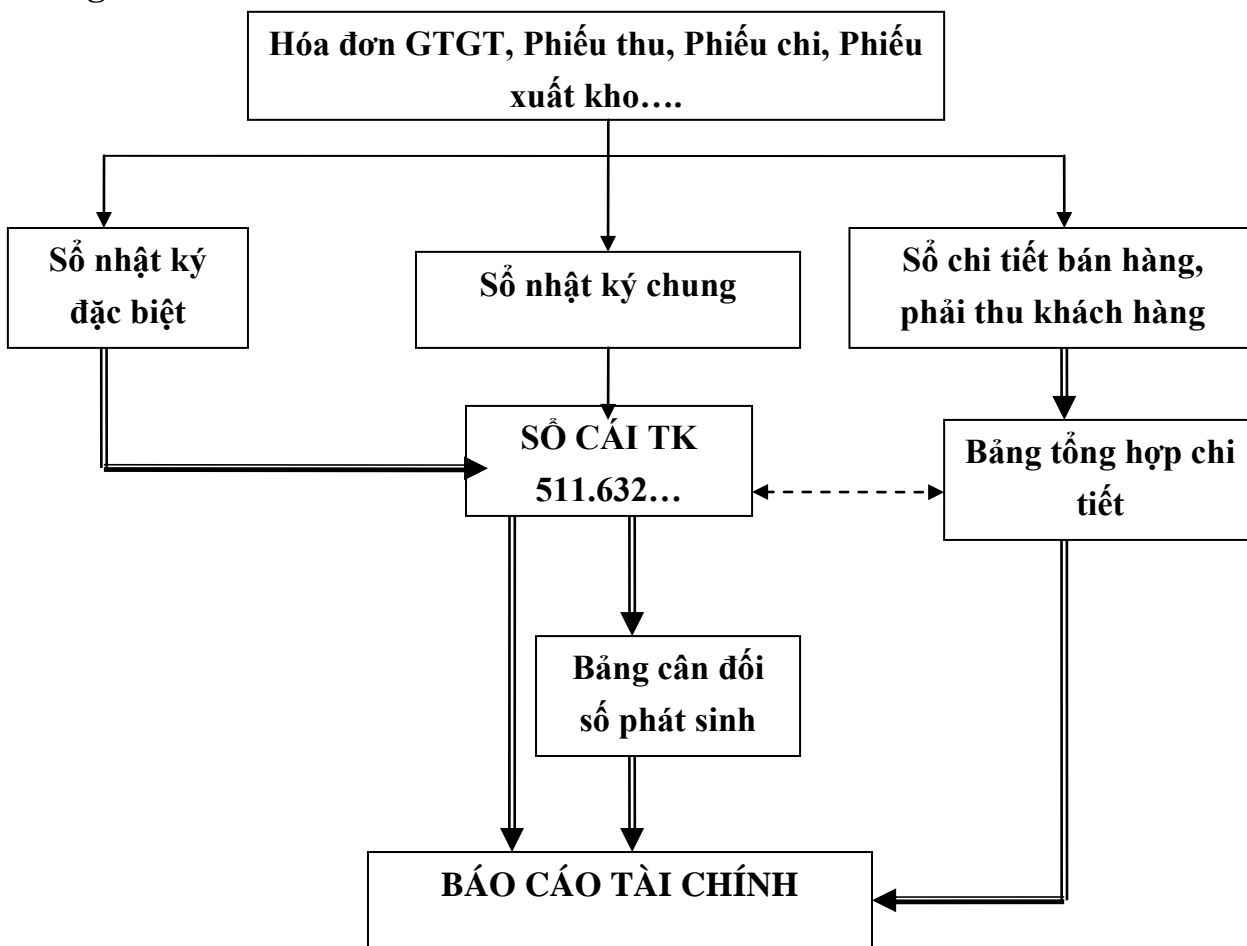 Hóa đơn GTGT, Phiếu thu, Phiếu chi, Phiếu
xuất kho….
Sổ nhật ký
đặc biệt
Sổ nhật ký chung
Sổ chi tiết bán hàng,
phải thu khách hàng
SỔ CÁI TK
511.632…
Bảng tổng hợp chi
tiết
Bảng cân đối
số phát sinh
BÁO CÁO TÀI CHÍNH